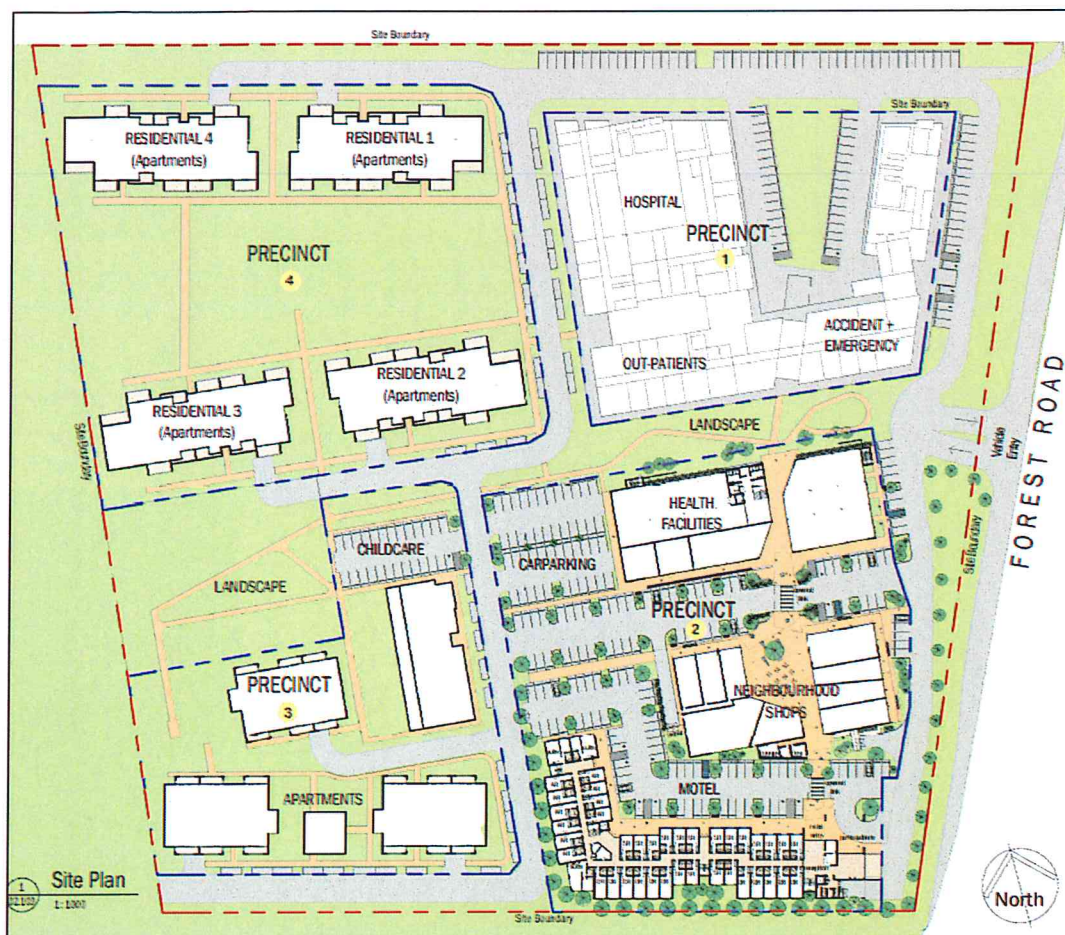 Site Boundary
Site Boundary
RESIDENTIAL 4
(Apartments)
RESIDENTIAL 1
(Apartments)
HOSPITAL
PRECINCT
1
PRECINCT
4
ACCIDENT +
EMERGENCY
OUT-PATIENTS
RESIDENTIAL 2
(Apartments)
RESIDENTIAL 3
(Apartments)
LANDSCAPE
Site Boundary
Vehicle
Entry
FOREST ROAD
HEALTH
FACILITIES
Site Boundary
CHILDCARE
CARPARKING
LANDSCAPE
PRECINCT
2
PRECINCT
3
NEIGHBOURHOOD
SHOPS
MOTEL
APARTMENTS
1
Site Plan
1:1000
Site Boundary
North